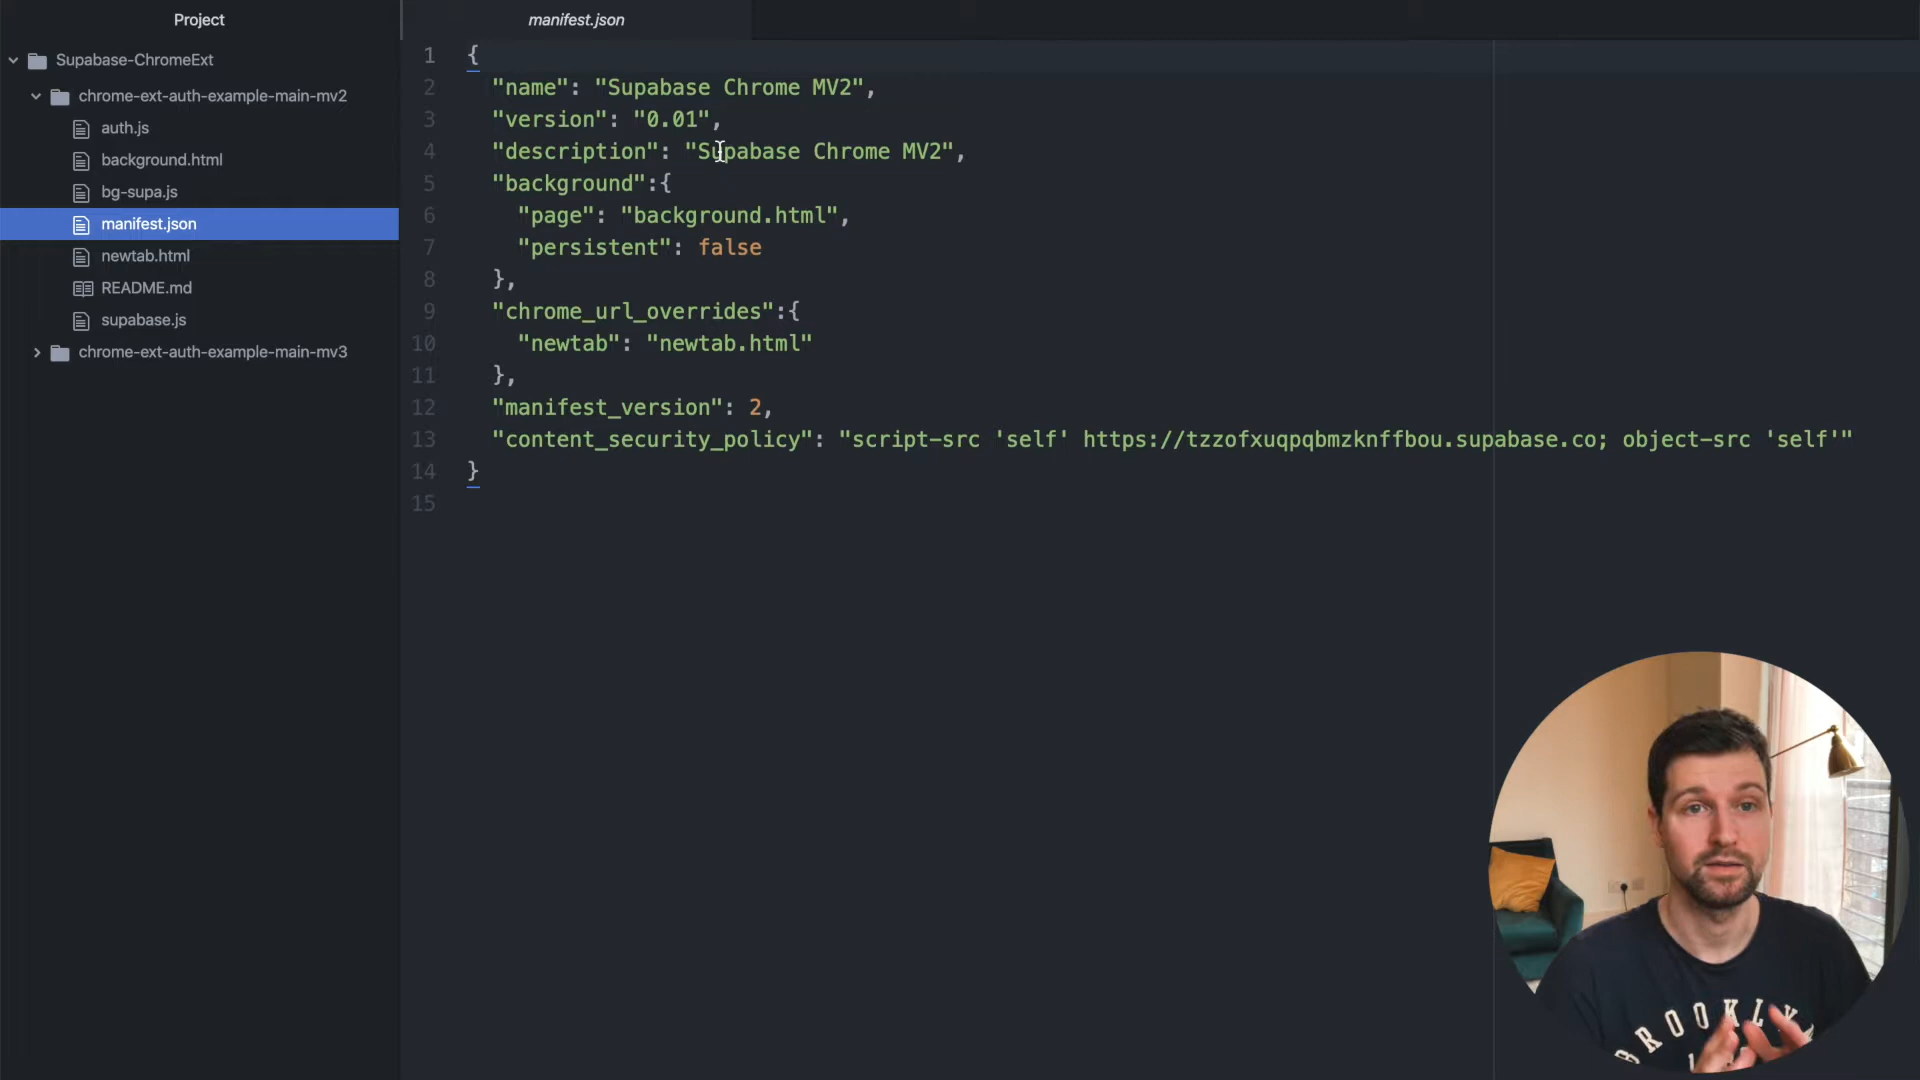 Project
Supabase-ChromeExt
chrome-ext-auth-example-main-mv2
auth.js
background.html
bg-supa.js
manifest.json
newtab.html
README.md
supabase.js
chrome-ext-auth-example-main-mv3
manifest.json
1 {
2 "name": "Supabase Chrome MV2",
3 "version": "0.01",
4 "description": "Supabase Chrome MV2",
5 "background":{
6 "page": "background.html",
7 "persistent": false
8 },
9 "chrome_url_overrides":{
10 "newtab": "newtab.html"
11 },
12 "manifest_version": 2,
13 "content_security_policy": "script-src 'self' https://tzzofxuqpqbmzknffbou.supabase.co; object-src 'self'"
14 }
15
BROOKLY